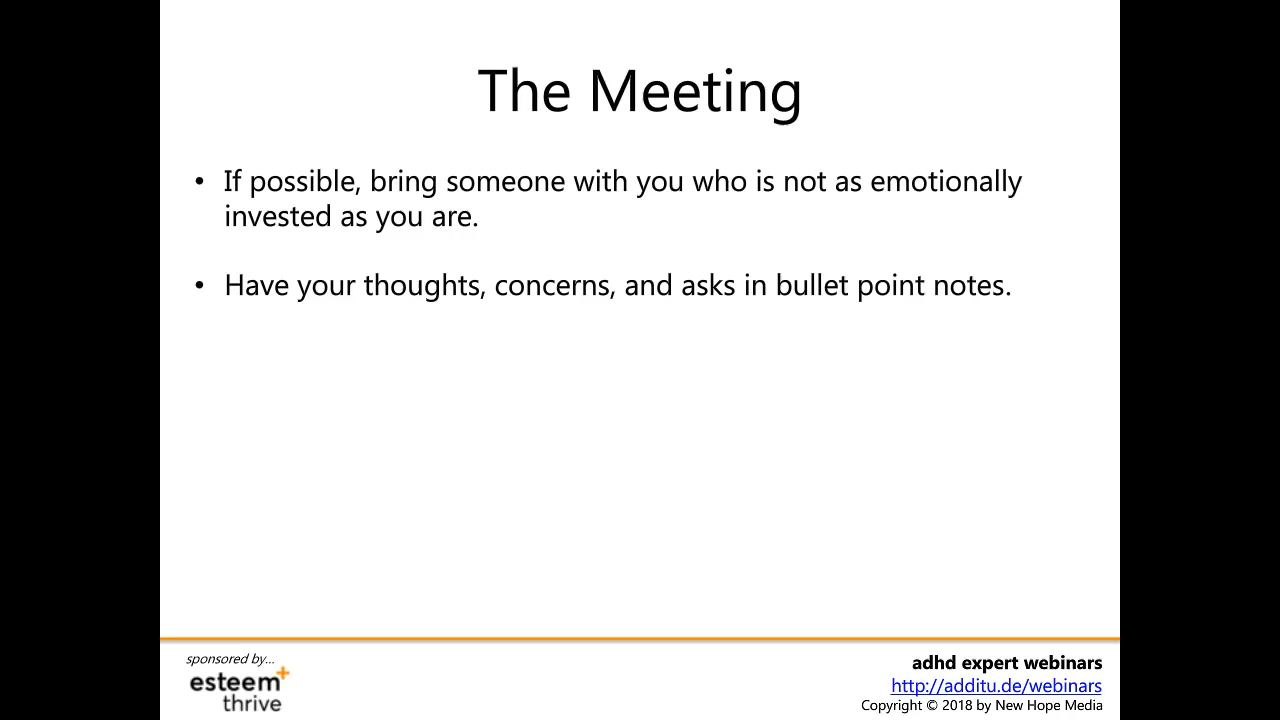 The Meeting
• If possible, bring someone with you who is not as emotionally
invested as you are.
• Have your thoughts, concerns, and asks in bullet point notes.
sponsored by...
esteem+
thrive
adhd expert webinars
http://additu.de/webinars
Copyright © 2018 by New Hope Media